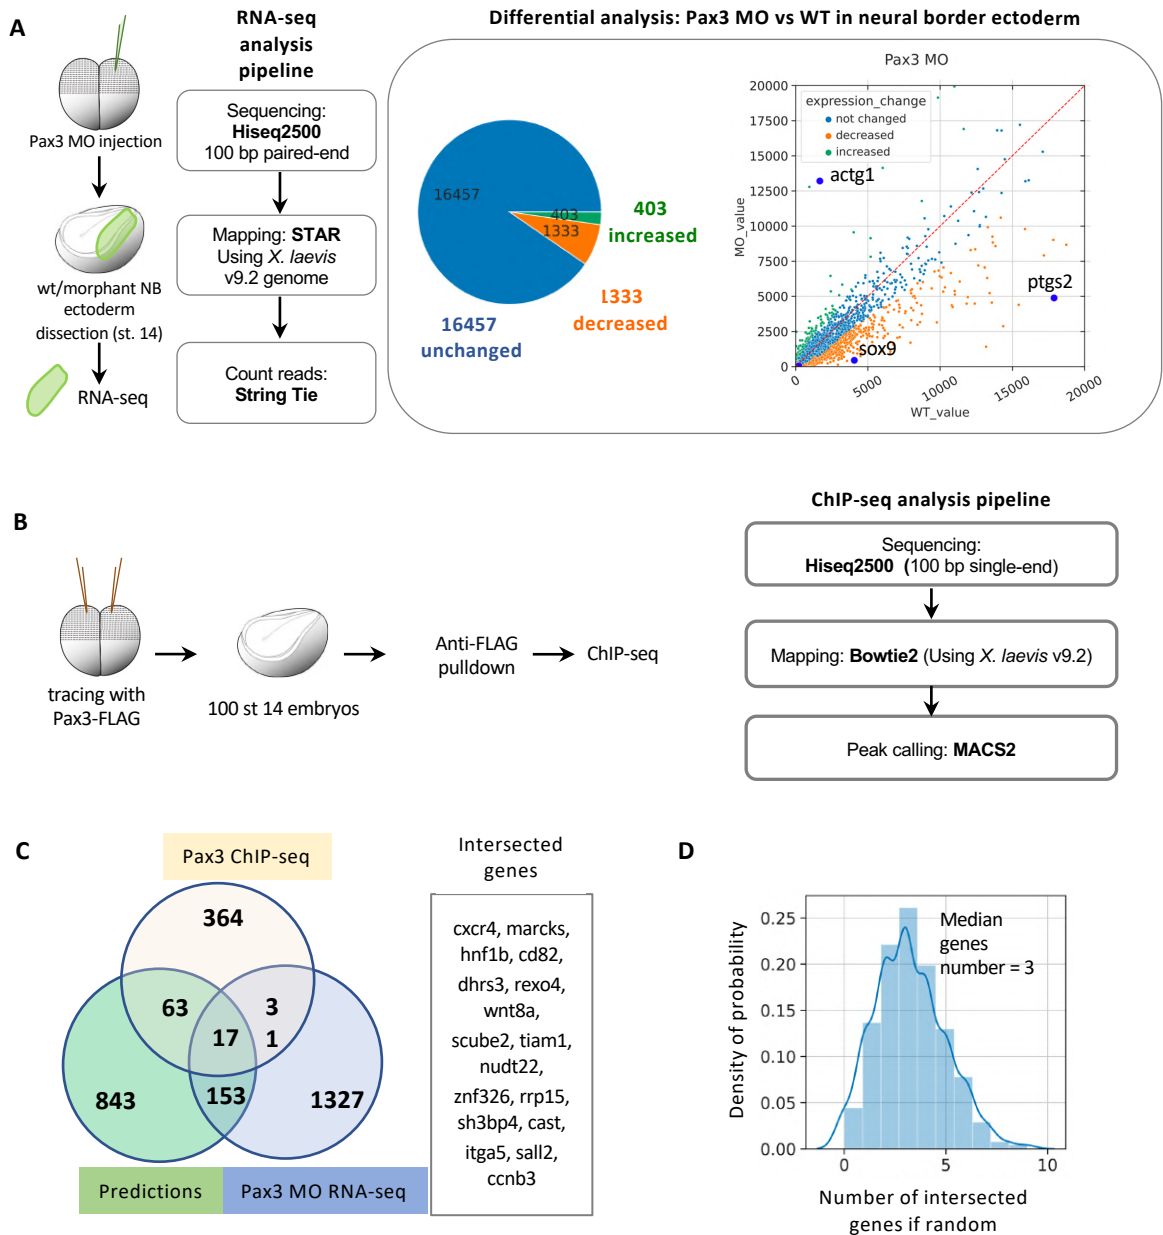 A
Pax3 MO injection
wt/morphant NB
ectoderm
dissection (st. 14)
RNA-seq
RNA-seq
analysis
pipeline
Sequencing:
Hiseq2500
100 bp paired-end
Mapping: STAR
Using X. laevis
v9.2 genome
Count reads:
String Tie
Differential analysis: Pax3 MO vs WT in neural border ectoderm
16457
403
1333
403
increased
1333
decreased
16457
unchanged
Pax3 MO
expression_change
not changed
decreased
increased
actg1
ptgs2
sox9
MO_value
20000
17500
15000
12500
10000
7500
5000
2500
0
0
5000
10000
15000
20000
WT_value
B
tracing with
Pax3-FLAG
100 st 14 embryos
Anti-FLAG
pulldown
ChIP-seq
ChIP-seq analysis pipeline
Sequencing:
Hiseq2500 (100 bp single-end)
Mapping: Bowtie2 (Using X. laevis v9.2)
Peak calling: MACS2
C
Pax3 ChIP-seq
364
63
3
1
17
843
153
1327
Predictions
Pax3 MO RNA-seq
Intersected
genes
cxcr4, marcks,
hnf1b, cd82,
dhrs3, rexo4,
wnt8a,
scube2, tiam1,
nudt22,
znf326, rrp15,
sh3bp4, cast,
itga5, sall2,
ccnb3
D
Median
genes
number = 3
Density of probability
0.25
0.20
0.15
0.10
0.05
0.00
0
5
10
Number of intersected
genes if random